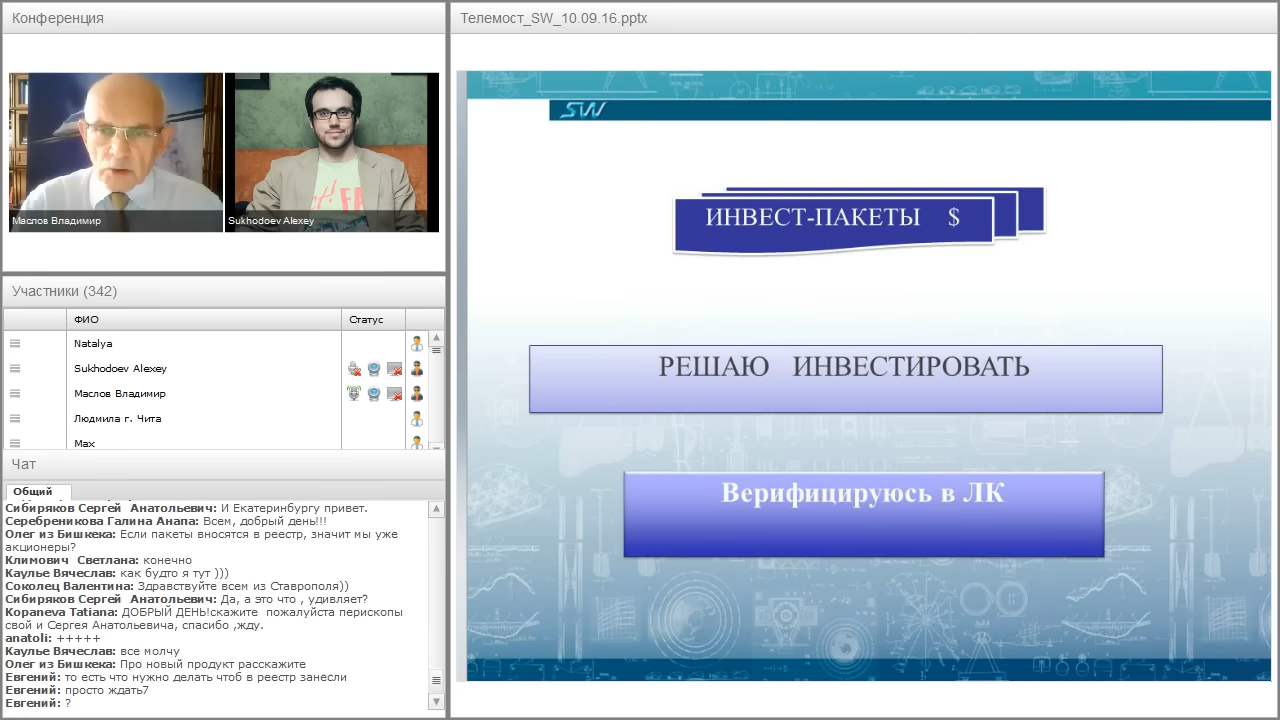 Конференция
Маслов Владимир
Sukhodoev Alexey
Участники (342)
ФИО
Статус
Natalya
Sukhodoev Alexey
Маслов Владимир
Людмила г. Чита
Max
Чат
Общий
Сибиряков Сергей Анатольевич: И Екатеринбургу привет.
Серебреникова Галина Анапа: Всем, добрый день!!!
Олег из Бишкека: Если пакеты вносятся в реестр, значит мы уже
акционеры?
Климович Светлана: конечно
Каулье Вячеслав: как будто я тут )))
Соколец Валентина: Здравствуйте всем из Ставрополя))
Сибиряков Сергей Анатольевич: Да, а это что , удивляет?
Kopaneva Tatiana: ДОБРЫЙ ДЕНЬ!скажите пожалуйста перископы
свой и Сергея Анатольевича, спасибо ,жду.
anatoli: +++++
Каулье Вячеслав: все молчу
Олег из Бишкека: Про новый продукт расскажите
Евгений: то есть что нужно делать чтоб в реестр занесли
Евгений: просто ждать7
Евгений: ?
Телемост_SW_10.09.16.pptx
SW
ИНВЕСТ-ПАКЕТЫ $
РЕШАЮ ИНВЕСТИРОВАТЬ
Верифицируюсь в ЛК